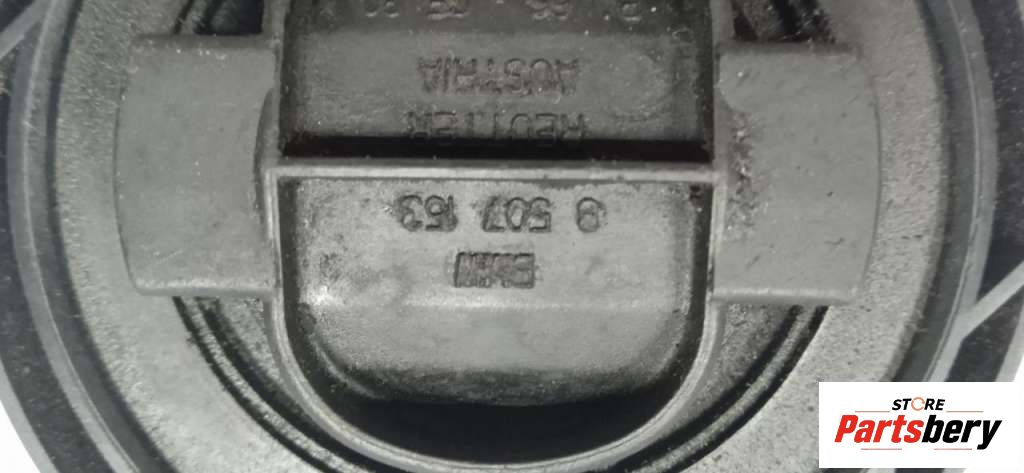 BMW
8 507 153
REUTTER
AUSTRIA
STORE
Partsbery